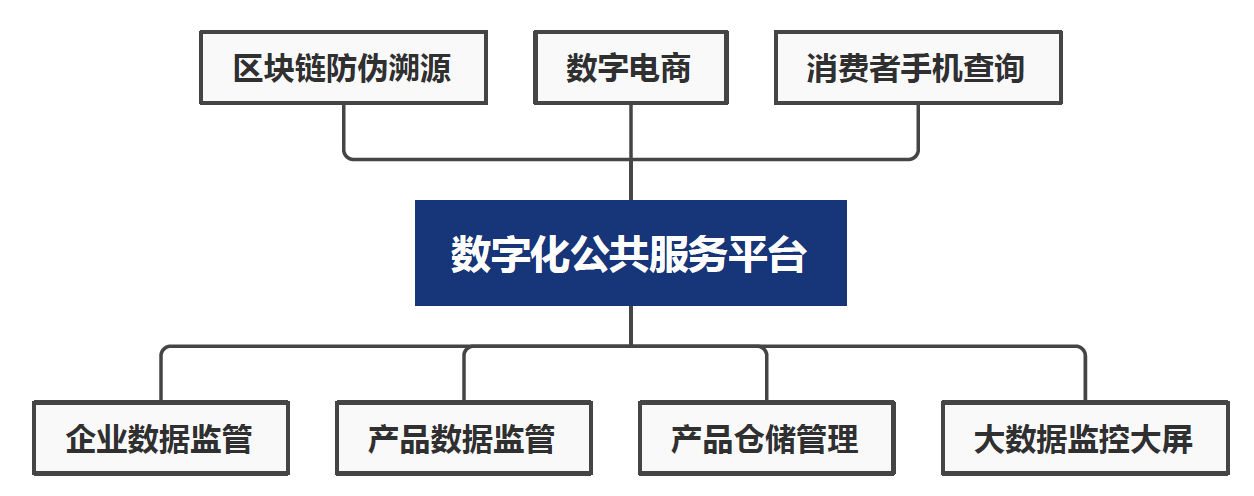 区块链防伪溯源
数字电商
消费者手机查询
数字化公共服务平台
企业数据监管
产品数据监管
产品仓储管理
大数据监控大屏